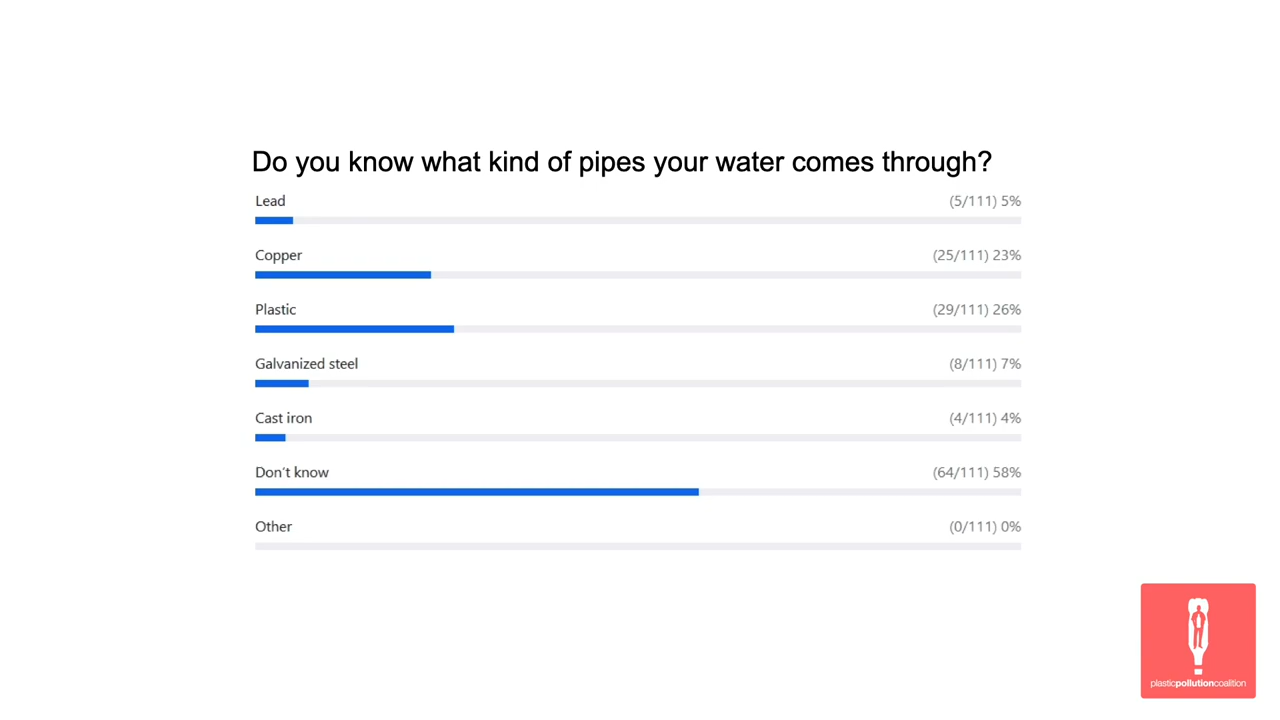 Do you know what kind of pipes your water comes through?
Lead (5/111) 5%
Copper (25/111) 23%
Plastic (29/111) 26%
Galvanized steel (8/111) 7%
Cast iron (4/111) 4%
Don't know (64/111) 58%
Other (0/111) 0%
plasticpollutioncoalition